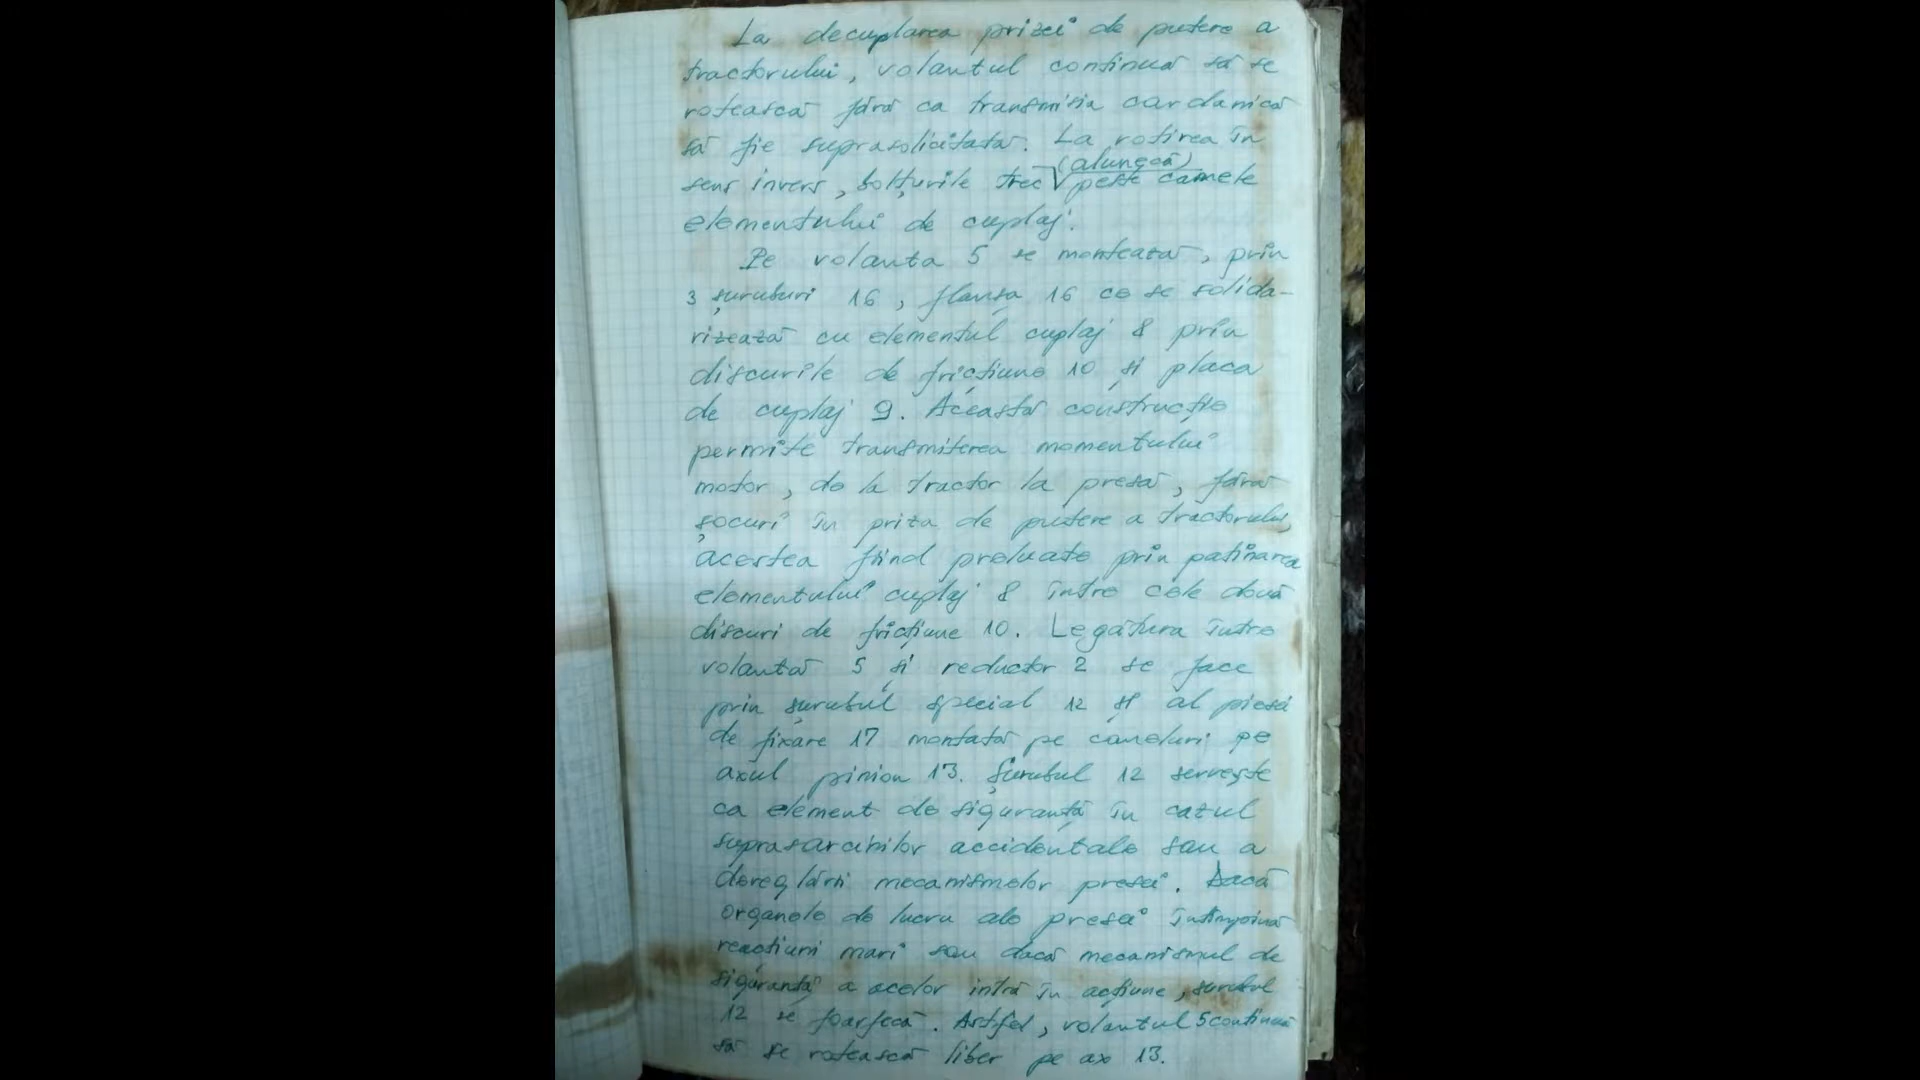 La decuplarea prizei de putere a
tractorului, volantul continuă să se
rotească fără ca transmisia cardanică
să fie suprasolicitată. La rotirea în
(alunecă)
sens invers, bolțurile trec √ peste camele
elementului de cuplaj.
Pe volanta 5 se montează, prin
3 șuruburi 16, flanșa 16 ce se solida-
rizează cu elementul cuplaj 8 prin
discurile de fricțiune 10 și placa
de cuplaj 9. Această construcție
permite transmiterea momentului
motor, de la tractor la presă, fără
șocuri în priza de putere a tractorului,
acestea fiind preluate prin patinarea
elementului cuplaj 8 între cele două
discuri de fricțiune 10. Legătura între
volantă 5 și reductor 2 se face
prin șurubul special 12 și al piesă
de fixare 17 montată pe caneluri pe
axul pinion 13. Șurubul 12 servește
ca element de siguranță în cazul
suprasarcinilor accidentale sau a
dereglării mecanismelor presei. Dacă
organele de lucru ale presei întâmpină
reacțiuni mari sau dacă mecanismul de
siguranță a acelor intră în acțiune, șurubul
12 se foarfecă. Astfel, volantul 5 continuă
să se rotească liber pe ax 13.